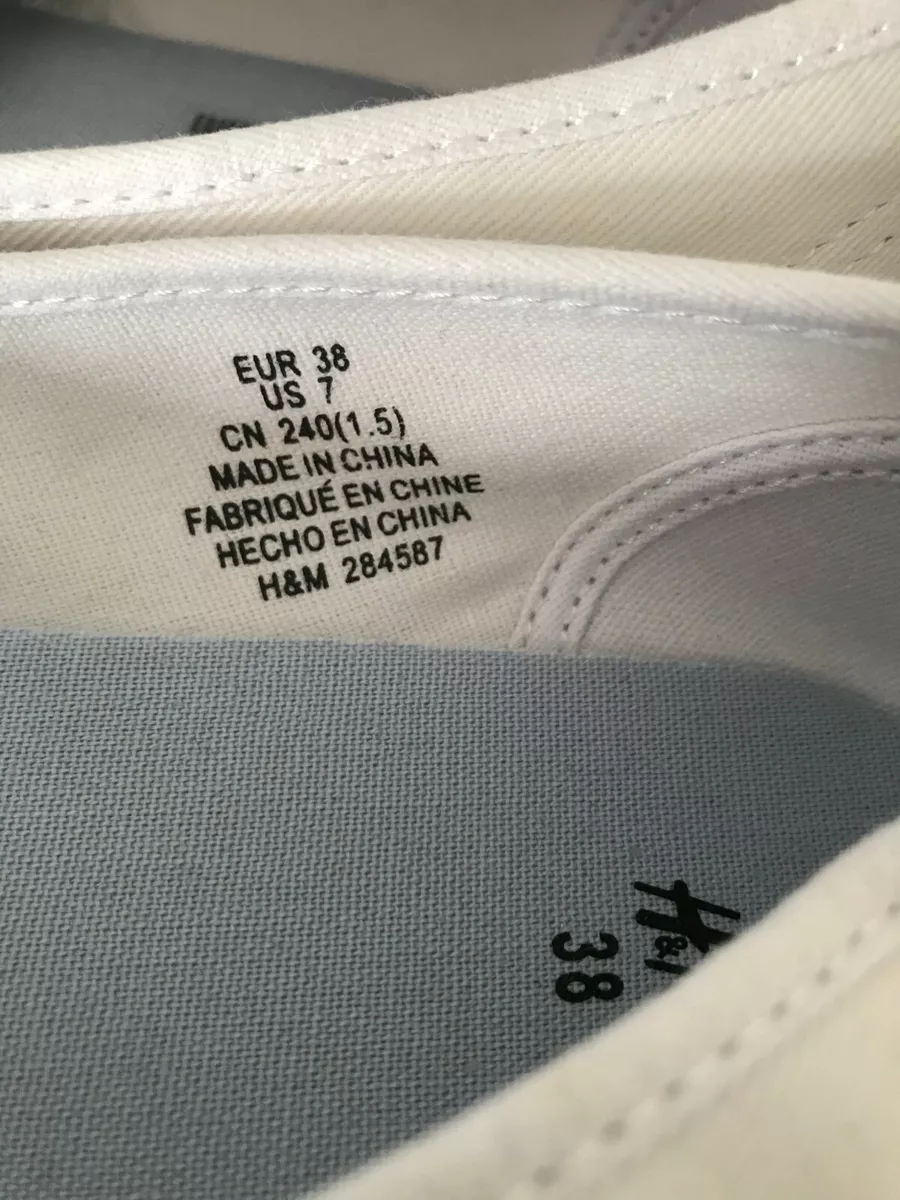 EUR 38
US 7
CN 240(1.5)
MADE IN CHINA
FABRIQUÉ EN CHINE
HECHO EN CHINA
H&M 284587
H&
38